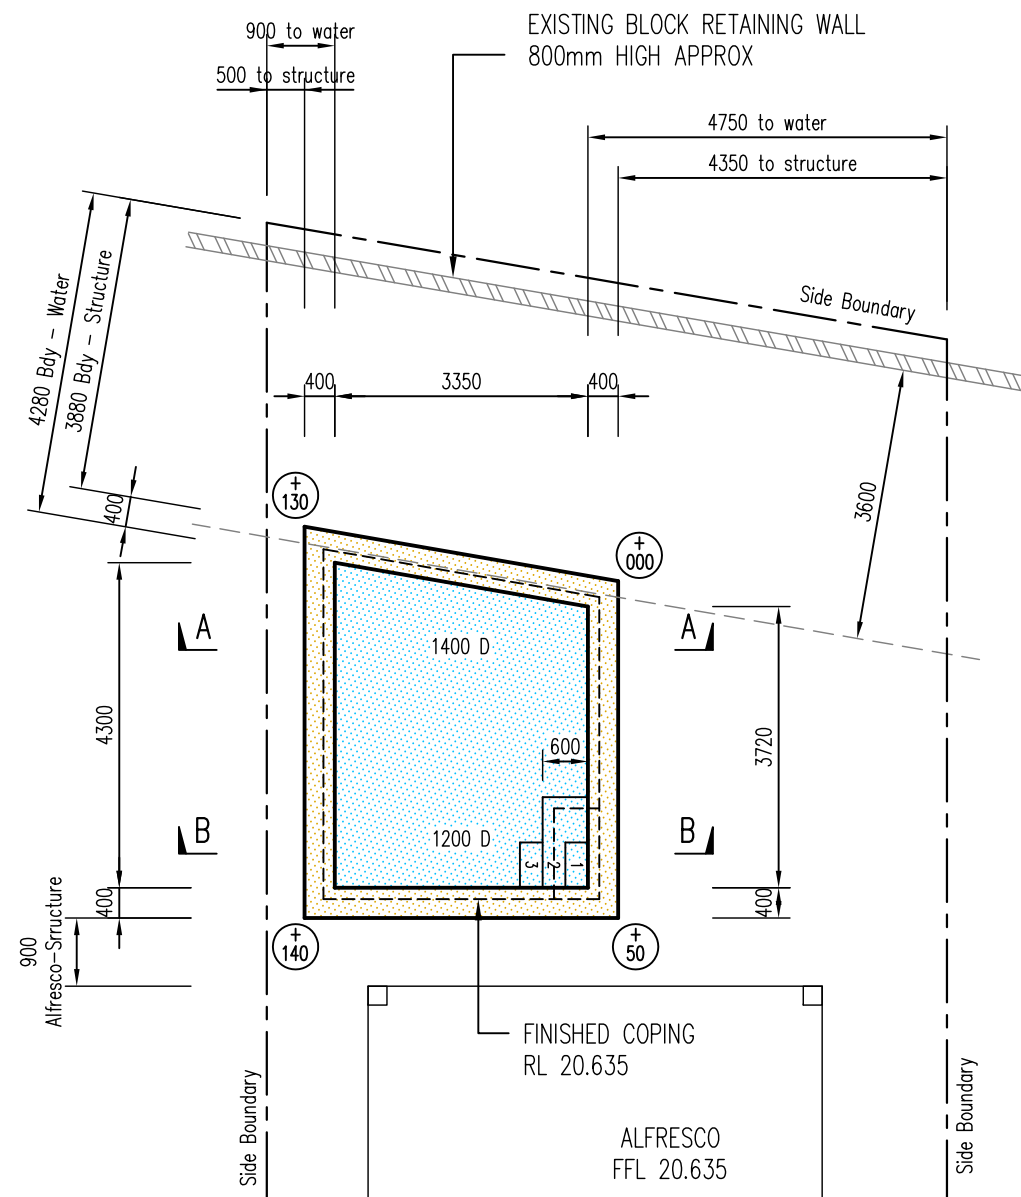 EXISTING BLOCK RETAINING WALL
800mm HIGH APPROX
900 to water
500 to structure
4750 to water
4350 to structure
Side Boundary
4280 Bdy - Water
3880 Bdy - Structure
400
3350
400
3600
400
+
130
+
000
A
A
1400 D
4300
3720
600
B
B
1200 D
3
2
1
400
400
+
140
+
50
900
Alfresco-Srructure
FINISHED COPING
RL 20.635
Side Boundary
Side Boundary
ALFRESCO
FFL 20.635